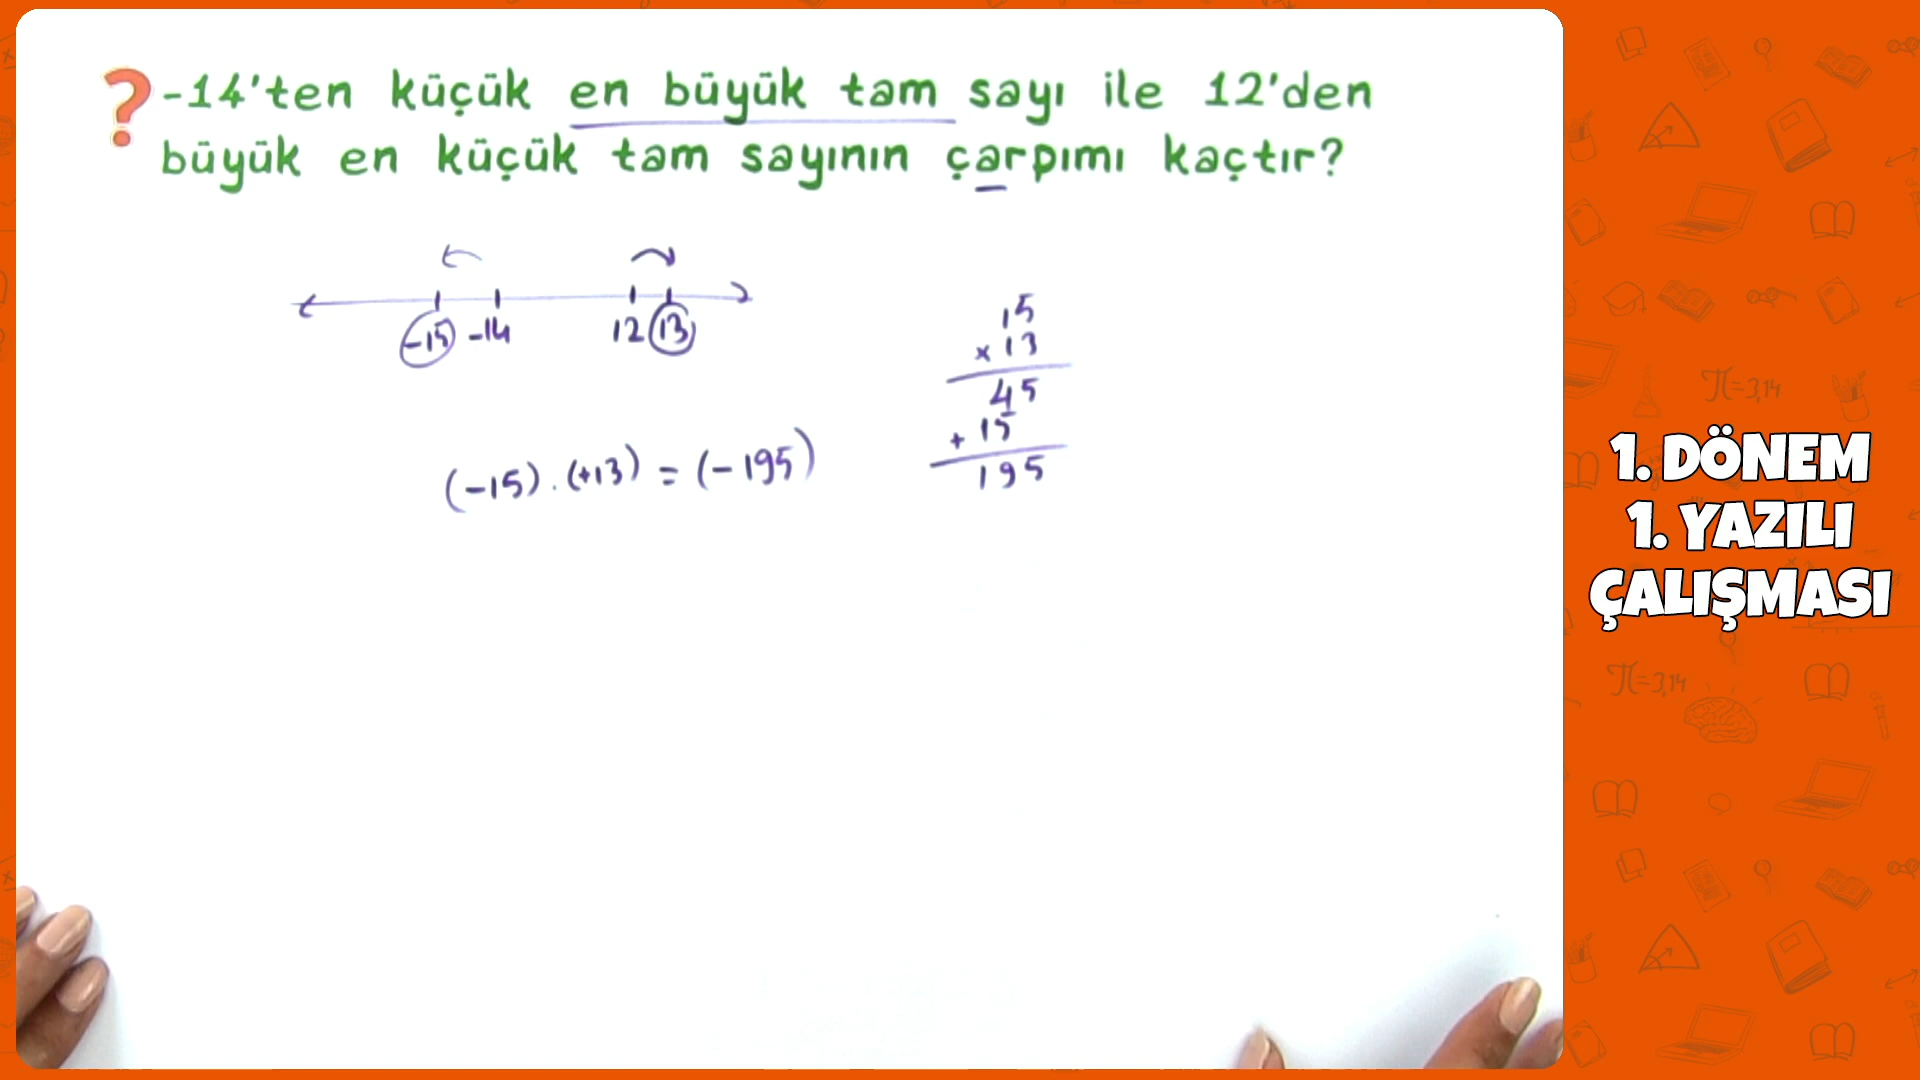 ? -14'ten küçük en büyük tam sayı ile 12'den
büyük en küçük tam sayının çarpımı kaçtır?
-15 -14 12 13
(-15) . (+13) = (-195)
15
x 13
45
+ 15
195
1. DÖNEM
1. YAZILI
ÇALIŞMASI
π=3,14
π=3,14